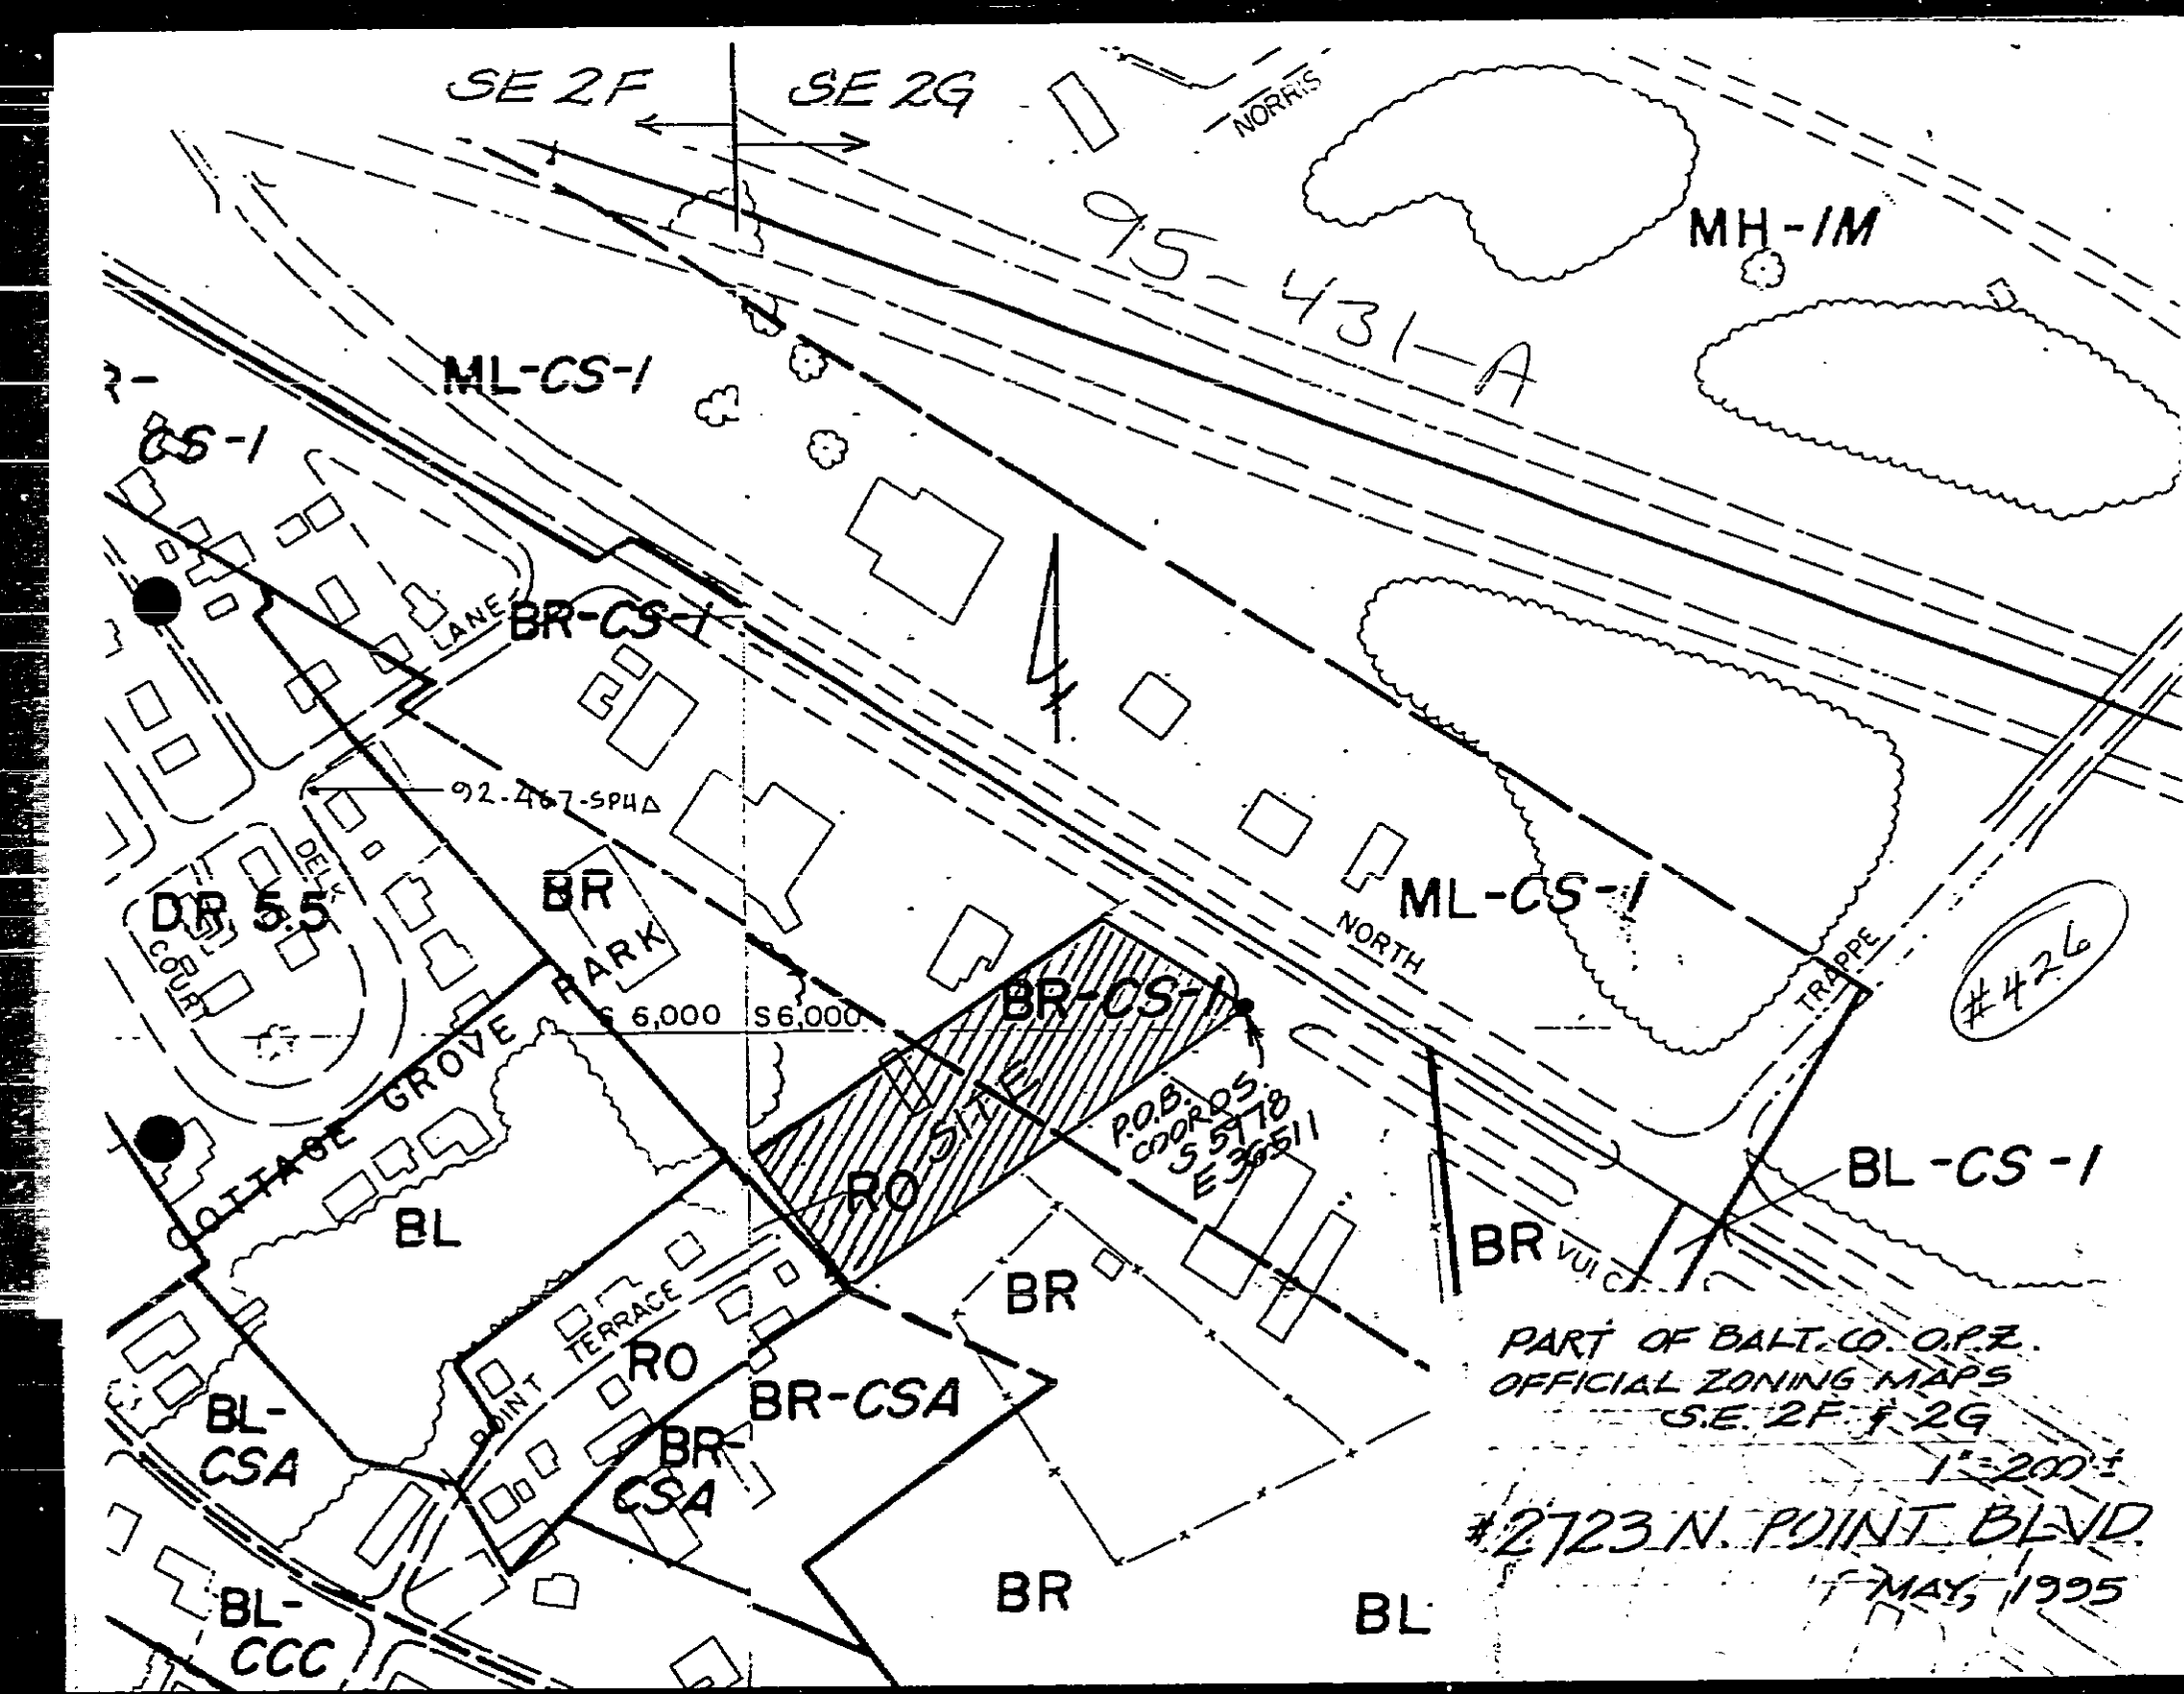 SE 2F
SE 2G
NORRIS
MH-IM
95-431-A
ML-CS-1
CS-1
LANE
BR-CS-1
92-467-SPHA
BR
PARK
DR 5.5
COURT
ML-CS-1
NORTH
TRAPPE
#426
BR-CS-1
S 6,000
S 6,000
GROVE
COTTAGE
SITE
P.O.B.
COORDS.
S 5978
E 36511
RO
BL
BL-CS-1
BR
BR
TERRACE
POINT
RO
BR-CSA
BR-
CSA
BL-
CSA
BL-
CCC
BR
BL
PART OF BALT. CO. O.P.Z.
OFFICIAL ZONING MAPS
S.E. 2F & 2G
1"=200'±
#2723 N. POINT BLVD.
MAY, 1995